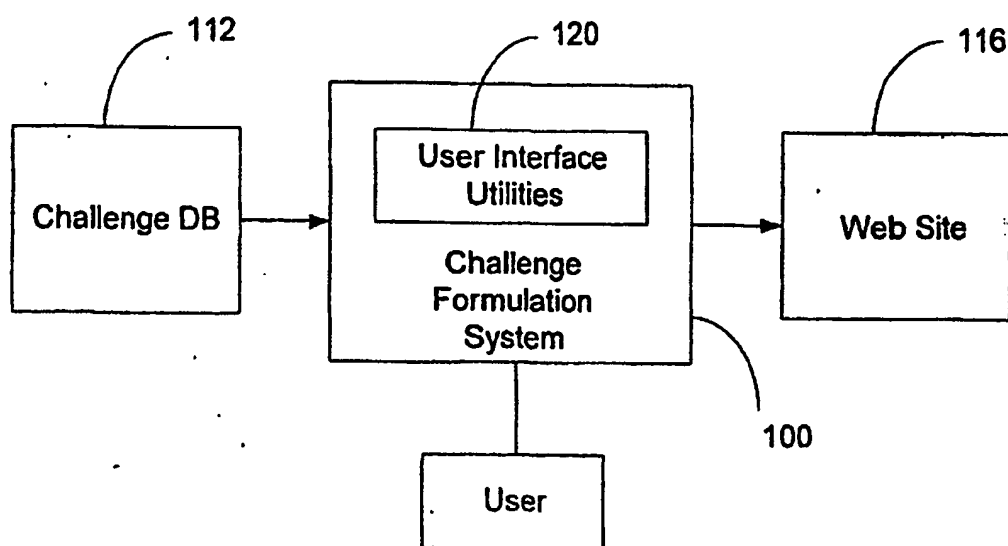 112
120
116
Challenge DB
User Interface
Utilities
Challenge
Formulation
System
Web Site
100
User